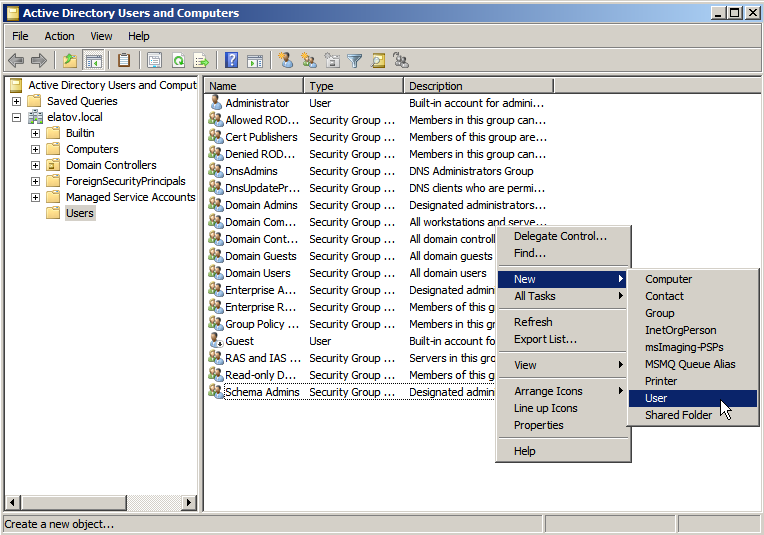 Active Directory Users and Computers
File Action View Help
Active Directory Users and Comput
Saved Queries
elatov.local
Builtin
Computers
Domain Controllers
ForeignSecurityPrincipals
Managed Service Accounts
Users
Name Type Description
Administrator User Built-in account for admini...
Allowed ROD... Security Group ... Members in this group can...
Cert Publishers Security Group ... Members of this group are...
Denied ROD... Security Group ... Members in this group can...
DnsAdmins Security Group ... DNS Administrators Group
DnsUpdatePr... Security Group ... DNS clients who are permi...
Domain Admins Security Group ... Designated administrators...
Domain Com... Security Group ... All workstations and serve...
Domain Cont... Security Group ... All domain controll
Domain Guests Security Group ... All domain guests
Domain Users Security Group ... All domain users
Enterprise A... Security Group ... Designated admin
Enterprise R... Security Group ... Members of this gr
Group Policy ... Security Group ... Members in this gr
Guest User Built-in account fo
RAS and IAS ... Security Group ... Servers in this gro
Read-only D... Security Group ... Members of this gr
Schema Admins Security Group ... Designated admin
Delegate Control...
Find...
New
All Tasks
Refresh
Export List...
View
Arrange Icons
Line up Icons
Properties
Help
Computer
Contact
Group
InetOrgPerson
msImaging-PSPs
MSMQ Queue Alias
Printer
User
Shared Folder
Create a new object...